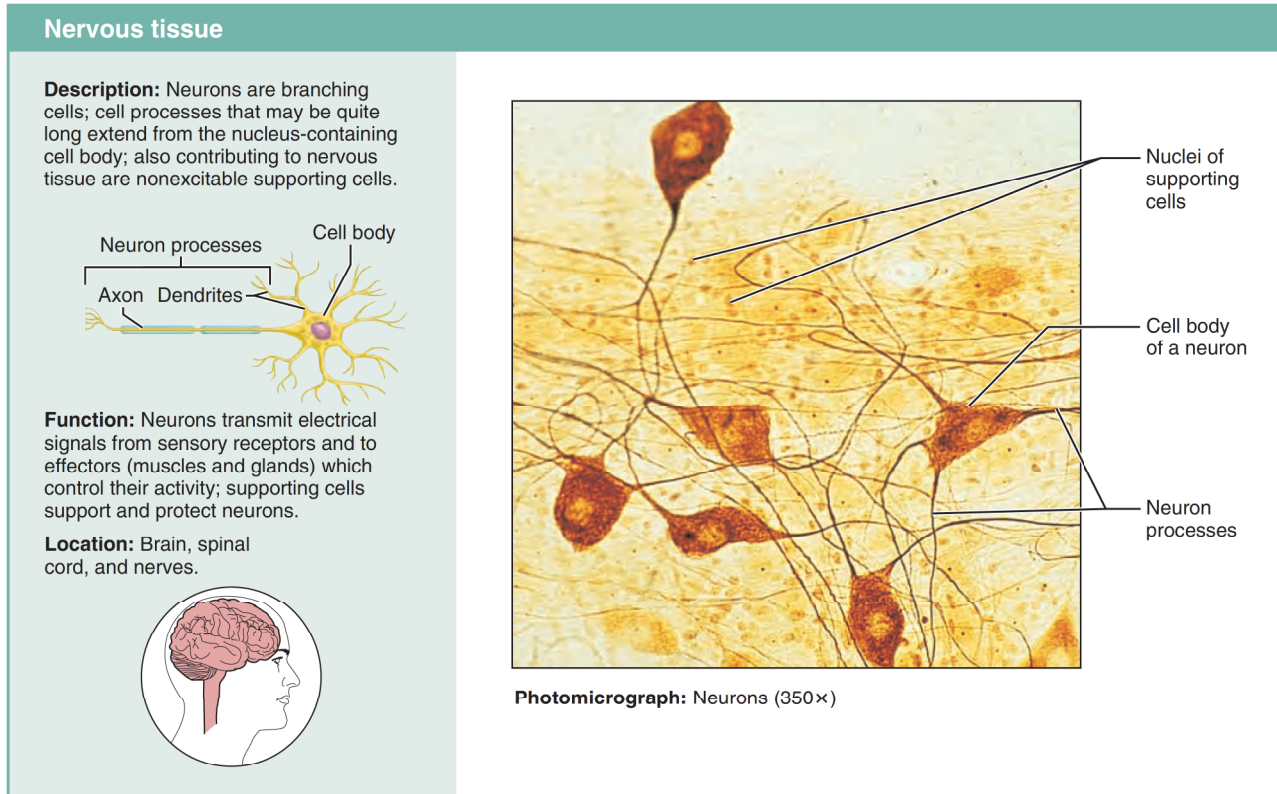 Nervous tissue
Description: Neurons are branching
cells; cell processes that may be quite
long extend from the nucleus-containing
cell body; also contributing to nervous
tissue are nonexcitable supporting cells.
Neuron processes
Cell body
Axon
Dendrites
Function: Neurons transmit electrical
signals from sensory receptors and to
effectors (muscles and glands) which
control their activity; supporting cells
support and protect neurons.
Location: Brain, spinal
cord, and nerves.
Nuclei of
supporting
cells
Cell body
of a neuron
Neuron
processes
Photomicrograph: Neurons (350×)